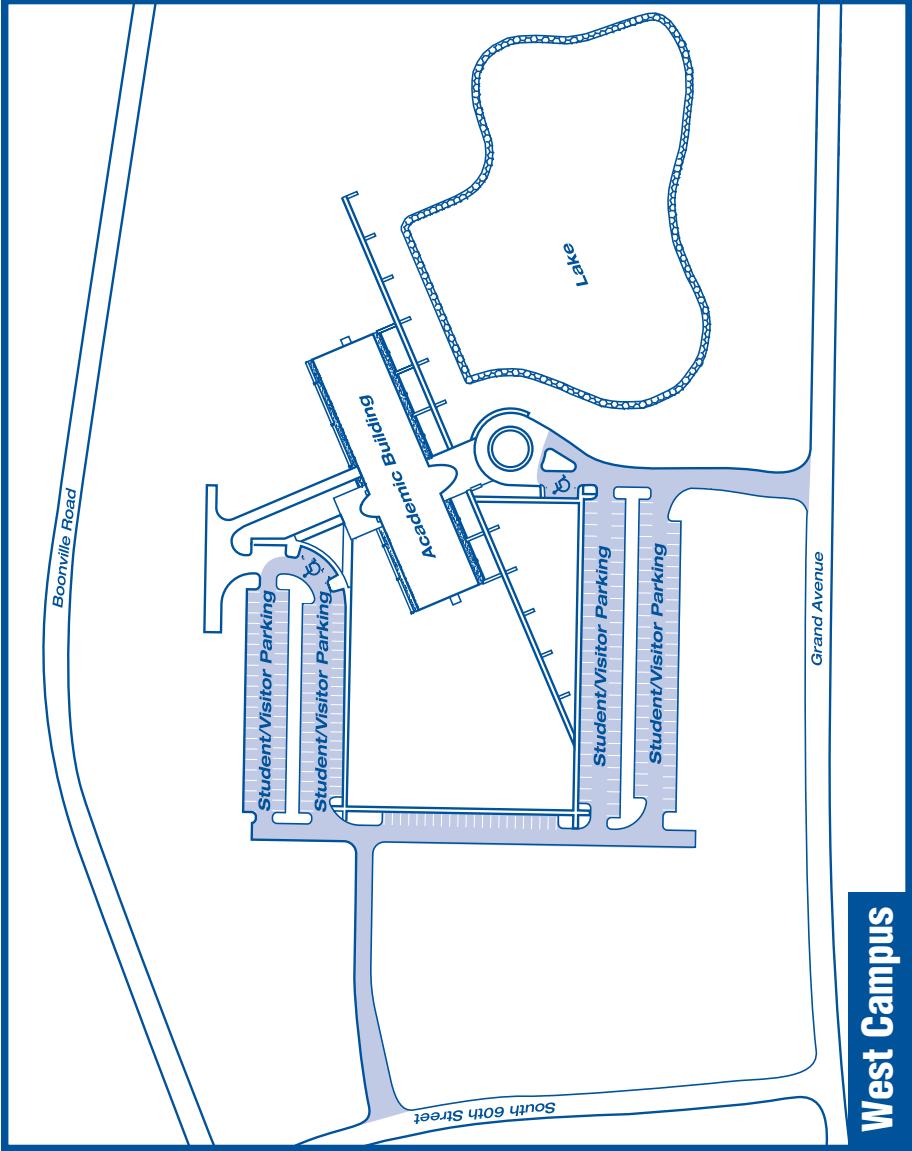 Boonville Road
Lake
Academic Building
Student/Visitor Parking
Student/Visitor Parking
Student/Visitor Parking
Student/Visitor Parking
Grand Avenue
South 60th Street
West Campus